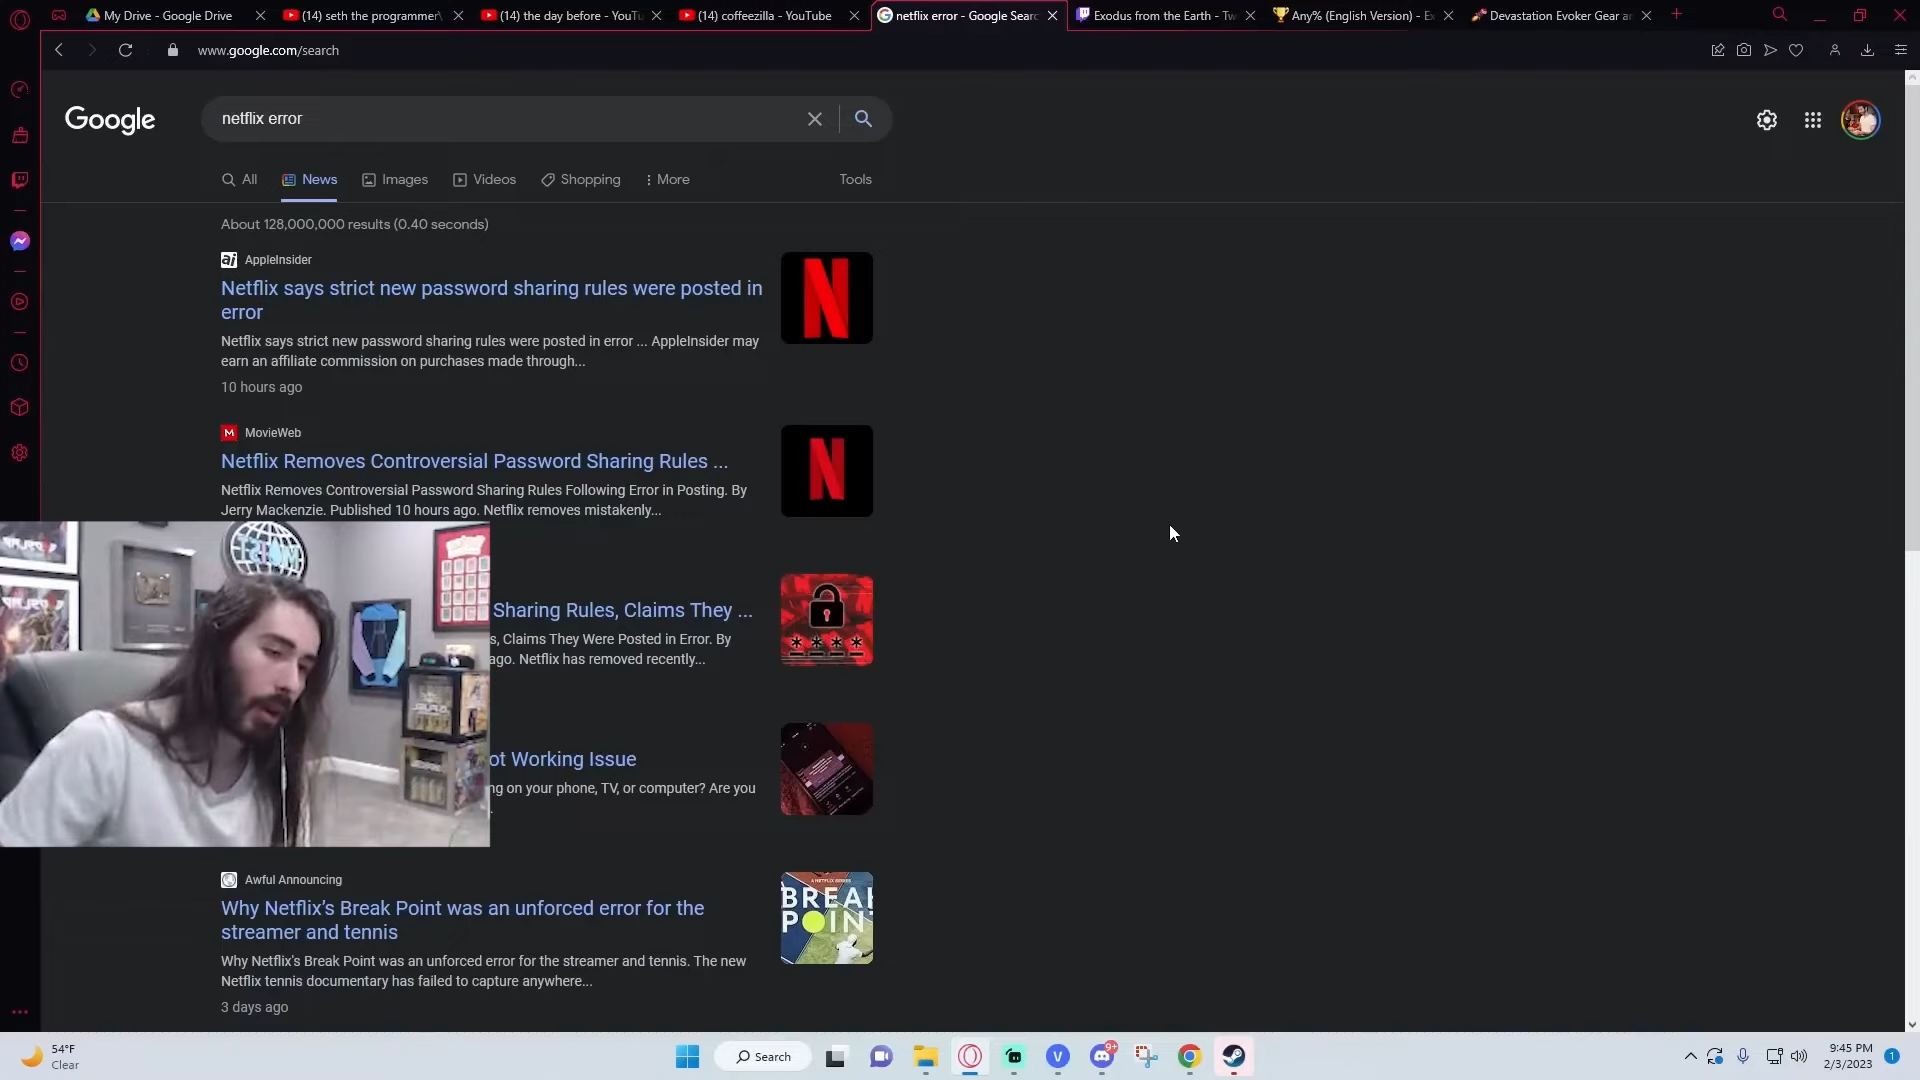 My Drive - Google Drive
(14) seth the programmer\
(14) the day before - YouTu
(14) coffeezilla - YouTube
netflix error - Google Searc
Exodus from the Earth - Tw
Any% (English Version) - Ex
Devastation Evoker Gear an
www.google.com/search
Google
netflix error
All
News
Images
Videos
Shopping
More
Tools
About 128,000,000 results (0.40 seconds)
ai AppleInsider
Netflix says strict new password sharing rules were posted in
error
Netflix says strict new password sharing rules were posted in error ... AppleInsider may
earn an affiliate commission on purchases made through...
10 hours ago
N
M MovieWeb
Netflix Removes Controversial Password Sharing Rules ...
Netflix Removes Controversial Password Sharing Rules Following Error in Posting. By
Jerry Mackenzie. Published 10 hours ago. Netflix removes mistakenly...
N
MOIST
Sharing Rules, Claims They ...
s, Claims They Were Posted in Error. By
ago. Netflix has removed recently...
****
ot Working Issue
ng on your phone, TV, or computer? Are you
.
Awful Announcing
Why Netflix’s Break Point was an unforced error for the
streamer and tennis
Why Netflix's Break Point was an unforced error for the streamer and tennis. The new
Netflix tennis documentary has failed to capture anywhere...
3 days ago
A NETFLIX SERIES
BREA
POIN
54°F
Clear
Search
V
9+
9:45 PM
2/3/2023
1